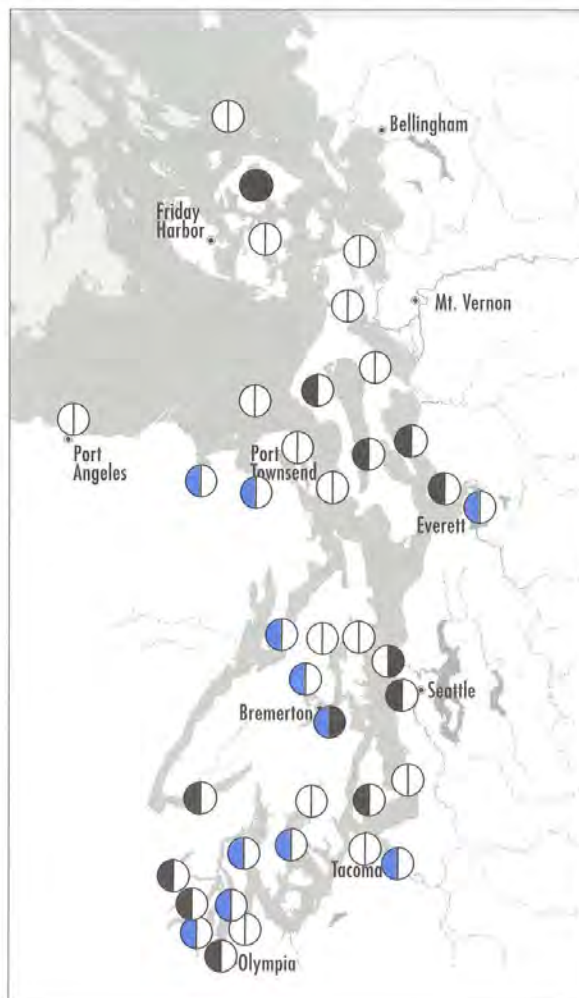 Bellingham
Friday
Harbor
Mt. Vernon
Port
Angeles
Port
Townsend
Everett
Seattle
Bremerton
Tacoma
Olympia